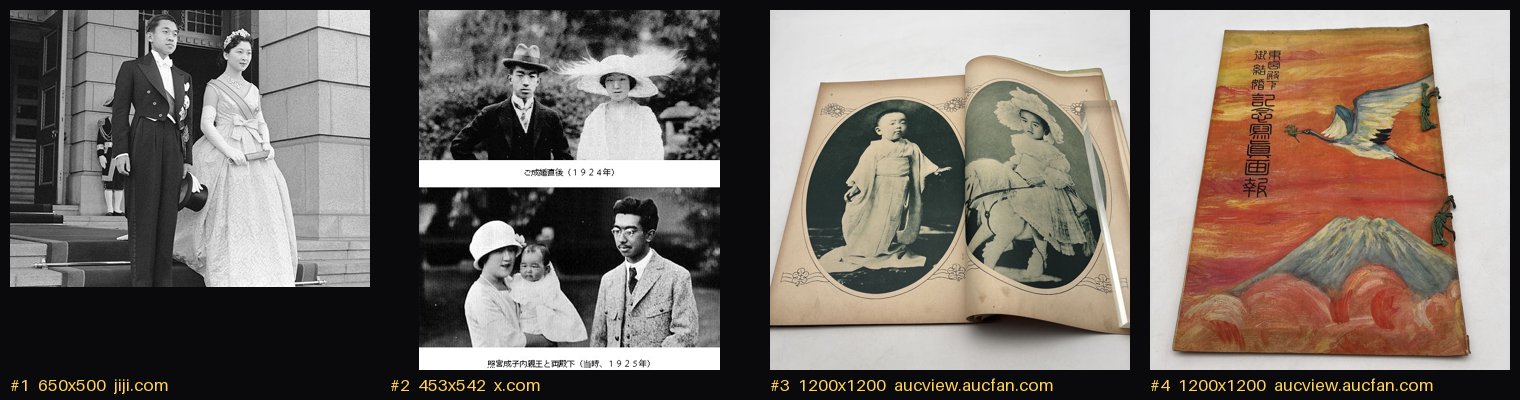 ご成婚直後（１９２４年）
照宮成子内親王と両殿下（当時、１９２５年）
東宮殿下
御結婚
記念寫眞画報
#1 650x500 jiji.com
#2 453x542 x.com
#3 1200x1200 aucview.aucfan.com
#4 1200x1200 aucview.aucfan.com